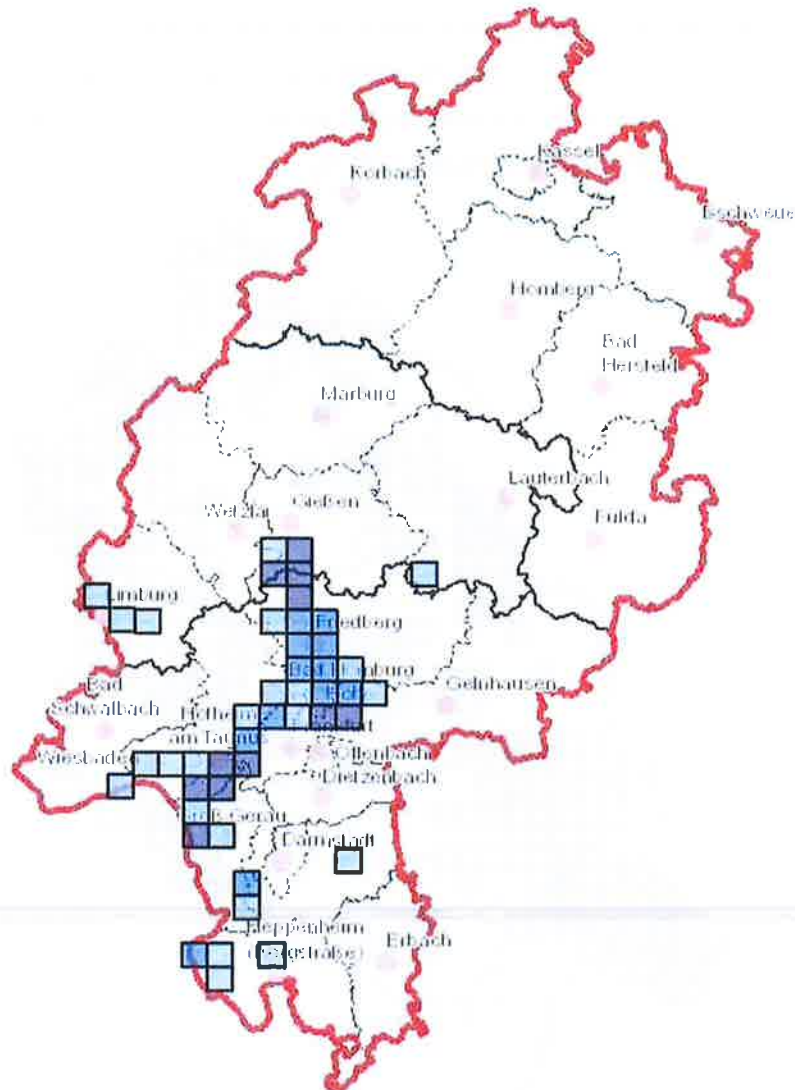 Kassel
Korbach
Homberg
Bad
Hersfeld
Marburg
Lauterbach
Gießen
Wetzlar
Fulda
Limburg
Friedberg
Bad Homburg
Gelnhausen
Bad
Schwalbach
Hofheim
am Taunus
Offenbach
Wiesbaden
Dietzenbach
Groß-Gerau
Darmstadt
Heppenheim
(Bergstraße)
Erbach